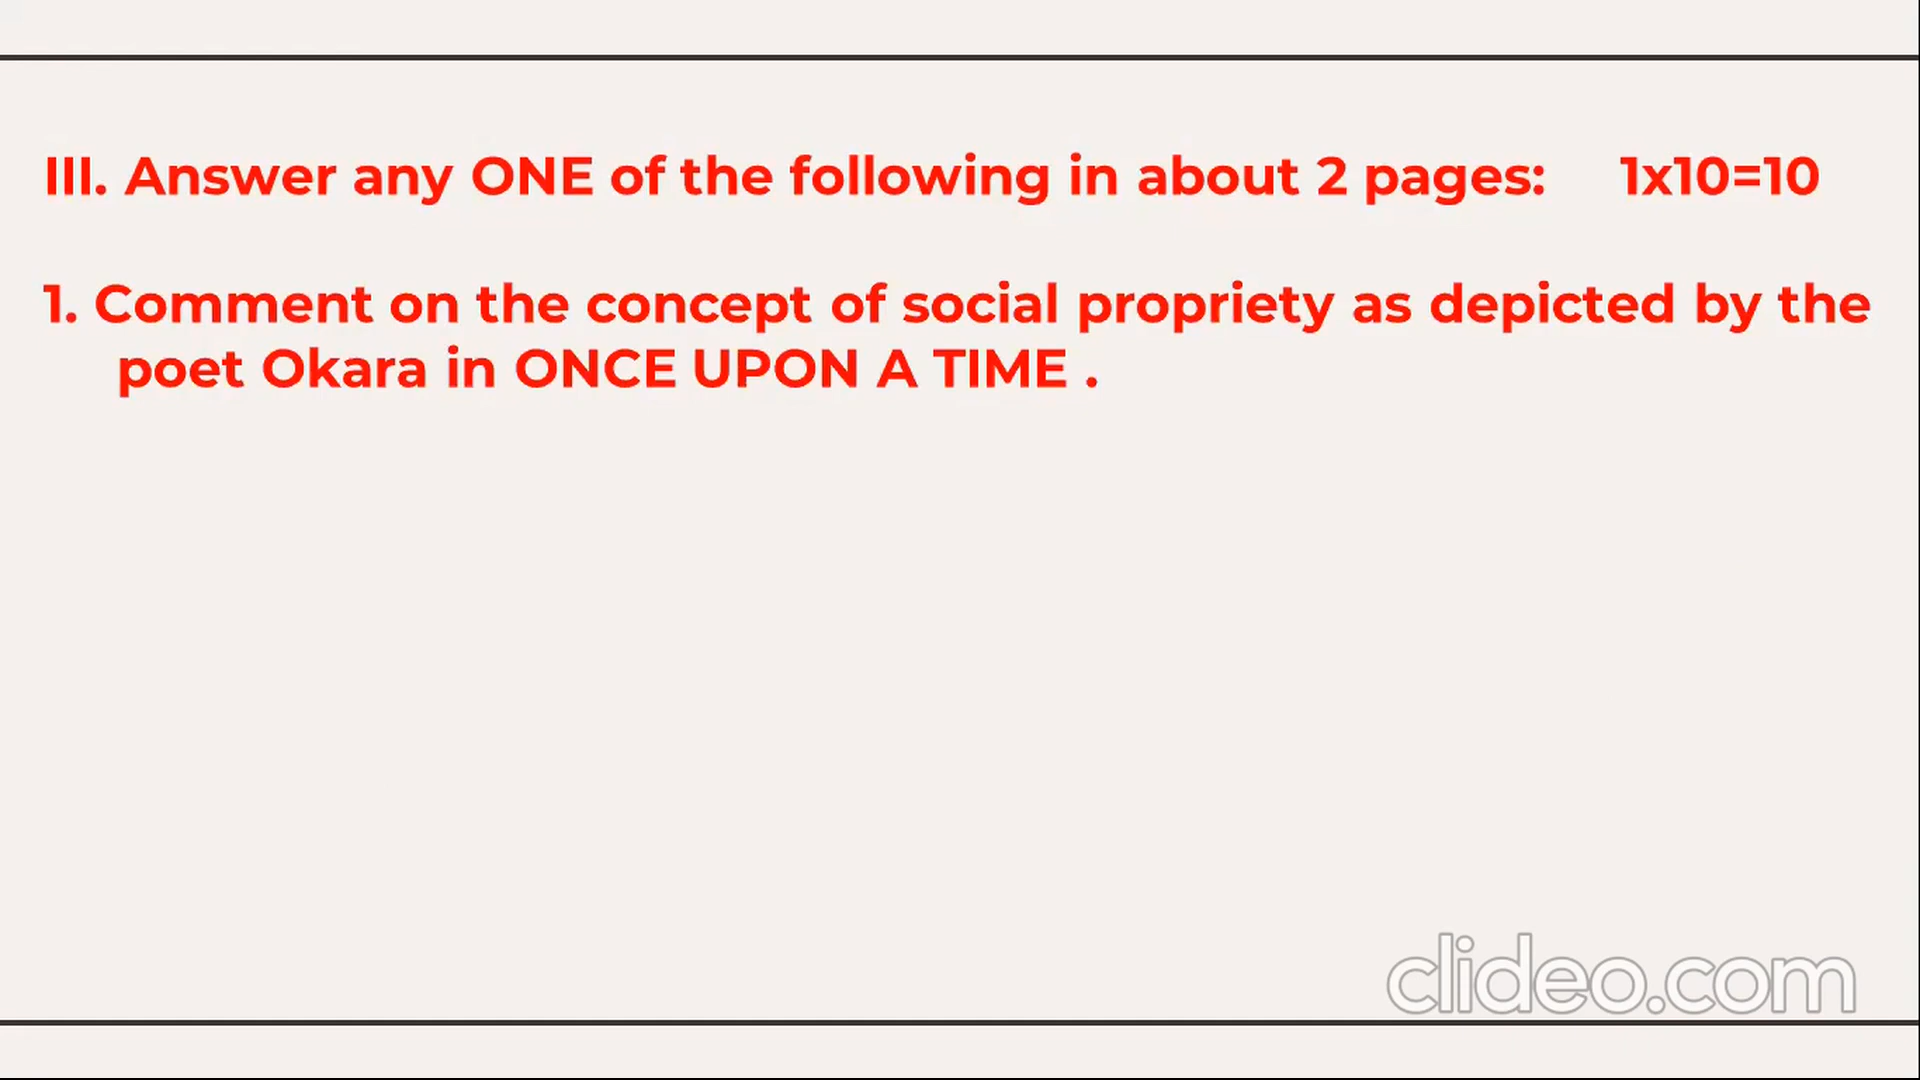 III. Answer any ONE of the following in about 2 pages: 1x10=10
1. Comment on the concept of social propriety as depicted by the
poet Okara in ONCE UPON A TIME .
clideo.com